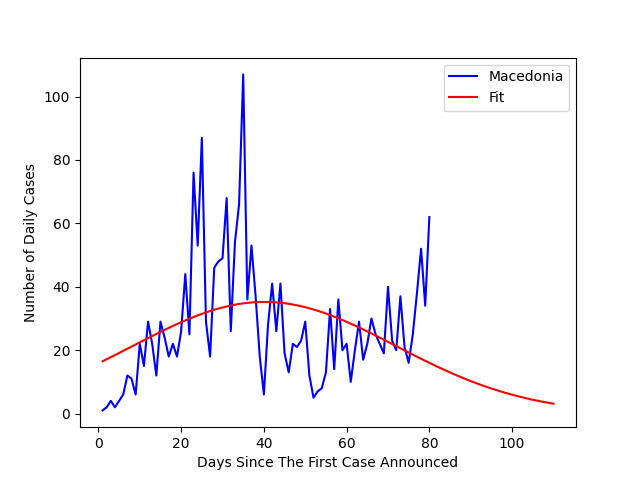 Macedonia
Fit
Number of Daily Cases
100
80
60
40
20
0
0 20 40 60 80 100
Days Since The First Case Announced